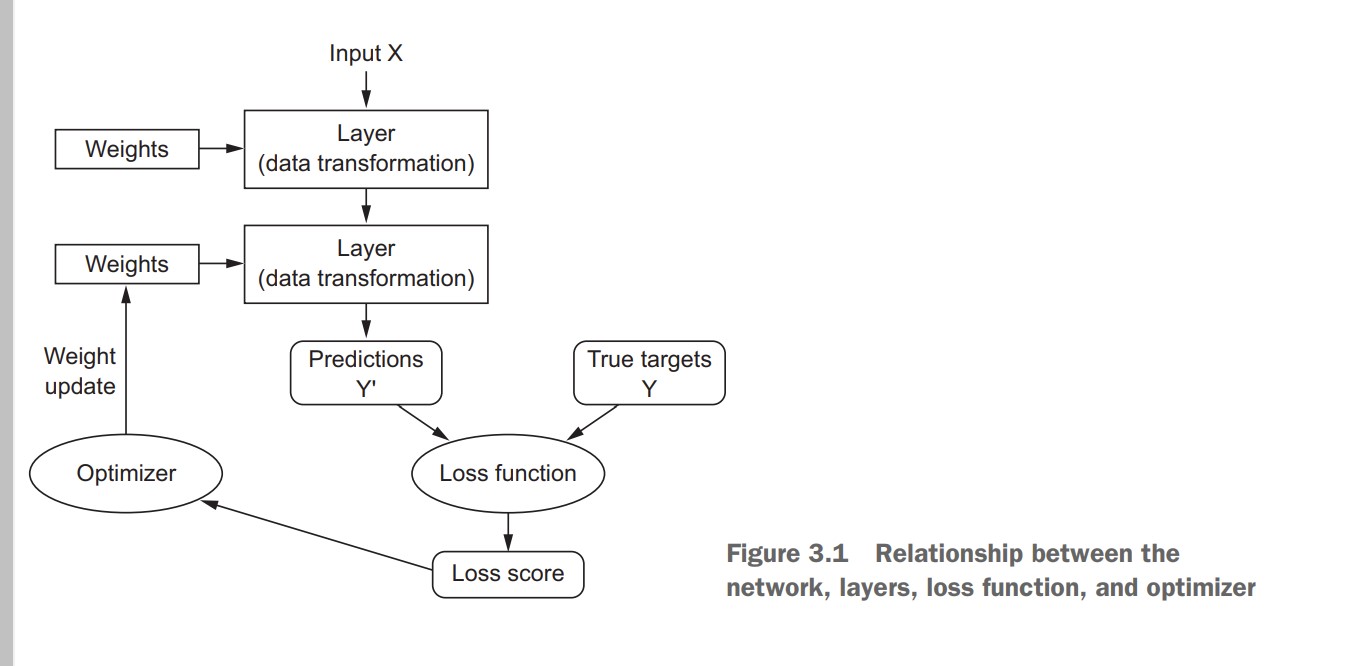 Input X
Weights
Layer
(data transformation)
Weights
Layer
(data transformation)
Weight
update
Predictions
Y'
True targets
Y
Optimizer
Loss function
Loss score
Figure 3.1 Relationship between the
network, layers, loss function, and optimizer